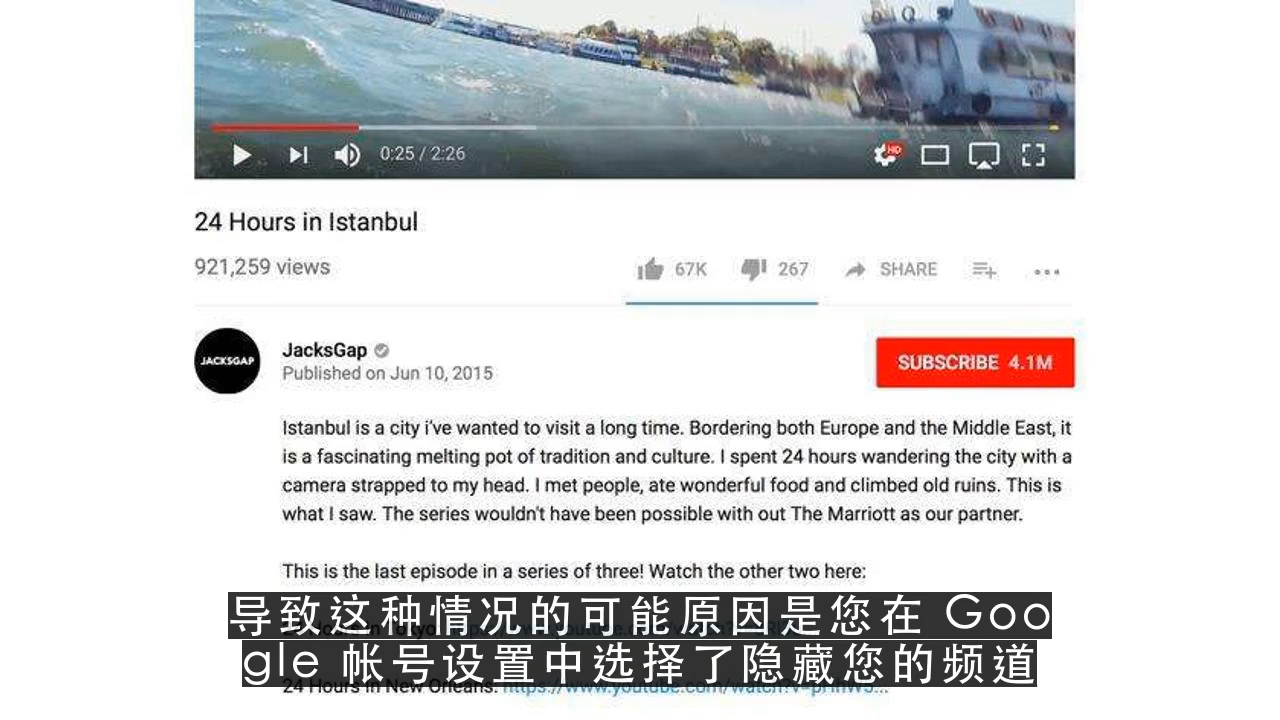 0:25 / 2:26
HD
24 Hours in Istanbul
921,259 views
67K
267
SHARE
JACKSGAP
JacksGap
Published on Jun 10, 2015
SUBSCRIBE 4.1M
Istanbul is a city i've wanted to visit a long time. Bordering both Europe and the Middle East, it
is a fascinating melting pot of tradition and culture. I spent 24 hours wandering the city with a
camera strapped to my head. I met people, ate wonderful food and climbed old ruins. This is
what I saw. The series wouldn't have been possible with out The Marriott as our partner.
This is the last episode in a series of three! Watch the other two here:
导致这种情况的可能原因是您在 Goo
gle 帐号设置中选择了隐藏您的频道
24 Hours in New Orleans: